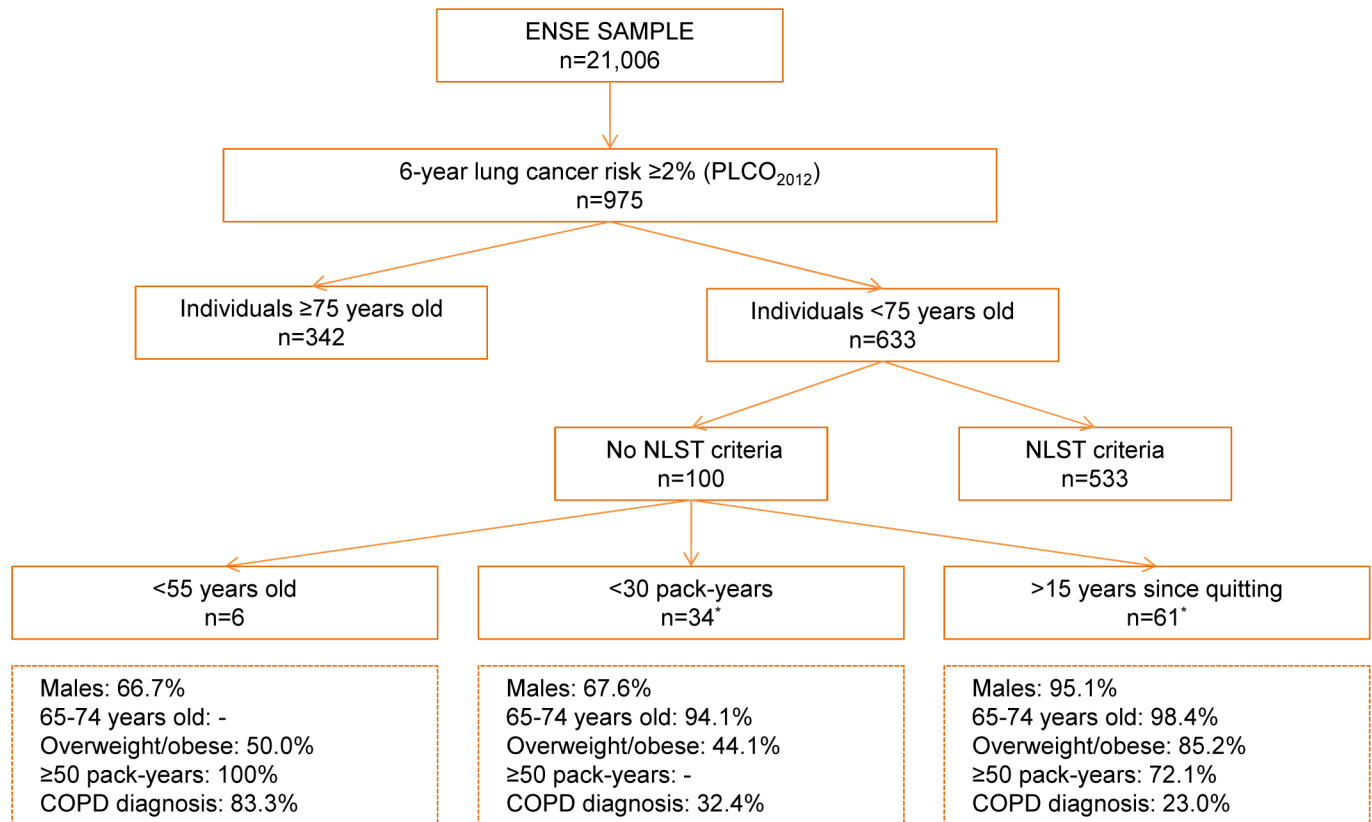 ENSE SAMPLE
n=21,006
6-year lung cancer risk ≥2% (PLCO2012)
n=975
Individuals ≥75 years old
n=342
Individuals <75 years old
n=633
No NLST criteria
n=100
NLST criteria
n=533
<55 years old
n=6
<30 pack-years
n=34*
>15 years since quitting
n=61*
Males: 66.7%
65-74 years old: -
Overweight/obese: 50.0%
≥50 pack-years: 100%
COPD diagnosis: 83.3%
Males: 67.6%
65-74 years old: 94.1%
Overweight/obese: 44.1%
≥50 pack-years: -
COPD diagnosis: 32.4%
Males: 95.1%
65-74 years old: 98.4%
Overweight/obese: 85.2%
≥50 pack-years: 72.1%
COPD diagnosis: 23.0%